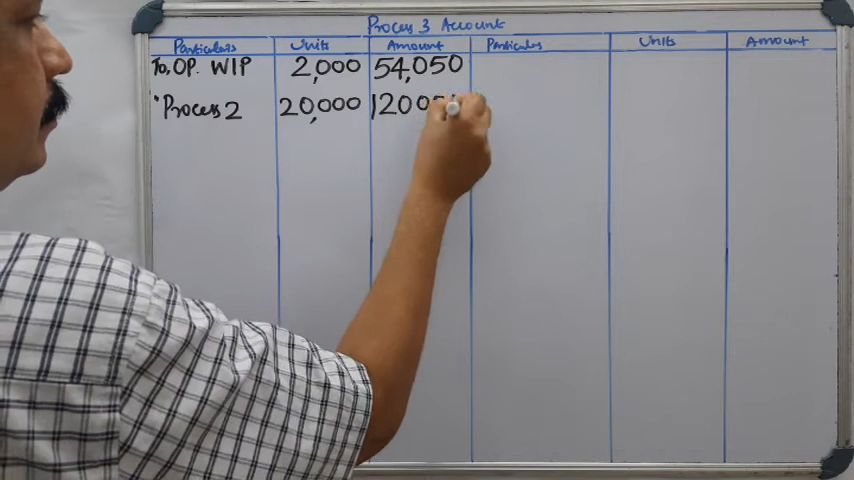 Process 3 Account
Particulars Units Amount Particulars Units Amount
To, OP. WIP 2,000 54,050
" Process 2 20,000